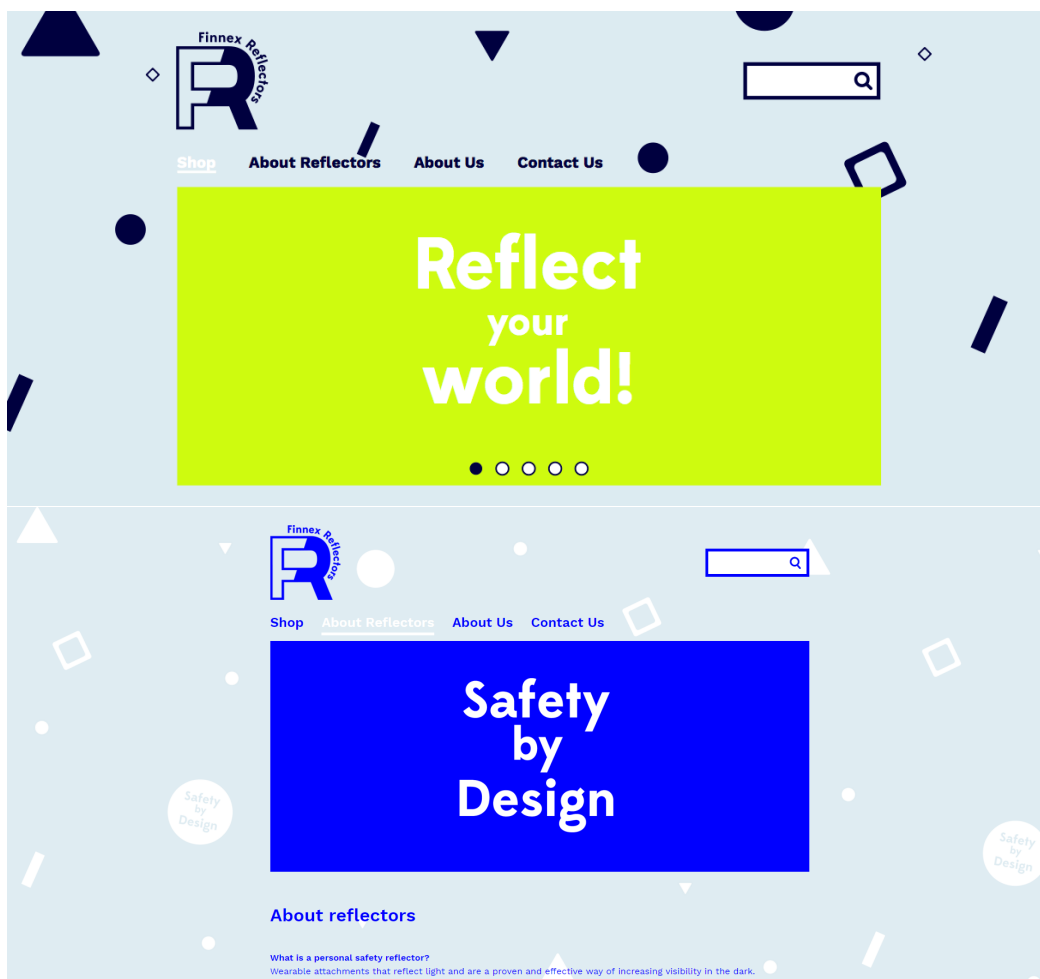 Finnex Reflectors
FR
Shop About Reflectors About Us Contact Us
Reflect
your
world!
Finnex Reflectors
FR
Shop About Reflectors About Us Contact Us
Safety
by
Design
Safety
by
Design
Safety
by
Design
About reflectors
What is a personal safety reflector?
Wearable attachments that reflect light and are a proven and effective way of increasing visibility in the dark.